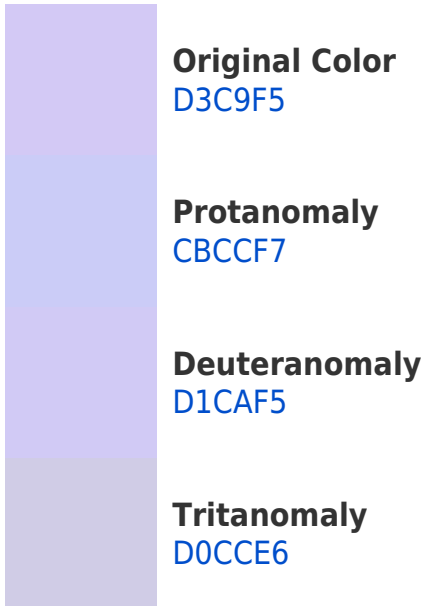 Original Color
D3C9F5
Protanomaly
CBCCF7
Deuteranomaly
D1CAF5
Tritanomaly
D0CCE6